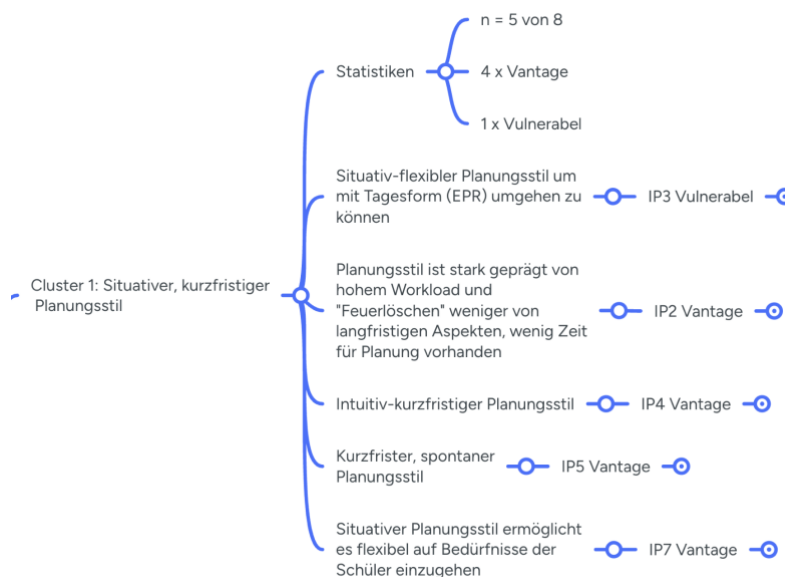 Cluster 1: Situativer, kurzfristiger
Planungsstil
Statistiken
n = 5 von 8
4 x Vantage
1 x Vulnerabel
Situativ-flexibler Planungsstil um
mit Tagesform (EPR) umgehen zu
können
IP3 Vulnerabel
Planungsstil ist stark geprägt von
hohem Workload und
"Feuerlöschen" weniger von
langfristigen Aspekten, wenig Zeit
für Planung vorhanden
IP2 Vantage
Intuitiv-kurzfristiger Planungsstil
IP4 Vantage
Kurzfrister, spontaner
Planungsstil
IP5 Vantage
Situativer Planungsstil ermöglicht
es flexibel auf Bedürfnisse der
Schüler einzugehen
IP7 Vantage